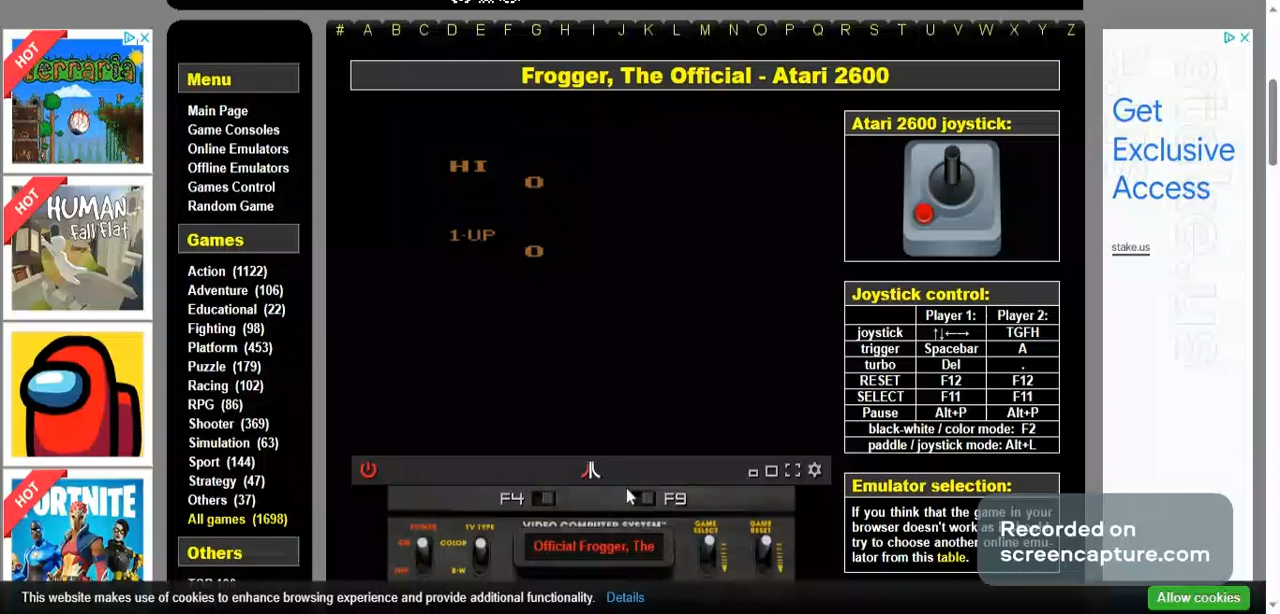 # A B C D E F G H I J K L M N O P Q R S T U V W X Y Z
HOT
Terraria
HOT
HUMAN
fall flat
HOT
FORTNITE
Menu
Main Page
Game Consoles
Online Emulators
Offline Emulators
Games Control
Random Game
Games
Action (1122)
Adventure (106)
Educational (22)
Fighting (98)
Platform (453)
Puzzle (179)
Racing (102)
RPG (86)
Shooter (369)
Simulation (63)
Sport (144)
Strategy (47)
Others (37)
All games (1698)
Others
Frogger, The Official - Atari 2600
HI
0
1-UP
0
F4 F9
POWER TV TYPE VIDEO COMPUTER SYSTEM™ GAME SELECT GAME RESET
ON COLOR
OFF B-W
Official Frogger, The
Atari 2600 joystick:
Joystick control:
Player 1: Player 2:
joystick ↑↓←→ TGFH
trigger Spacebar A
turbo Del .
RESET F12 F12
SELECT F11 F11
Pause Alt+P Alt+P
black-white / color mode: F2
paddle / joystick mode: Alt+L
Emulator selection:
If you think that the game in your
browser doesn't work as
try to choose another online emu-
lator from this table.
Get
Exclusive
Access
stake.us
Recorded on
screencapture.com
This website makes use of cookies to enhance browsing experience and provide additional functionality. Details
Allow cookies